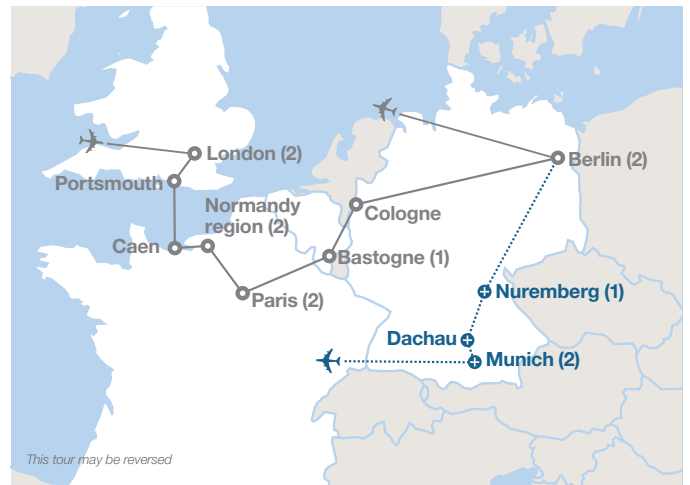 London (2)
Berlin (2)
Portsmouth
Normandy
region (2)
Cologne
Caen
Bastogne (1)
Nuremberg (1)
Paris (2)
Dachau
Munich (2)
This tour may be reversed